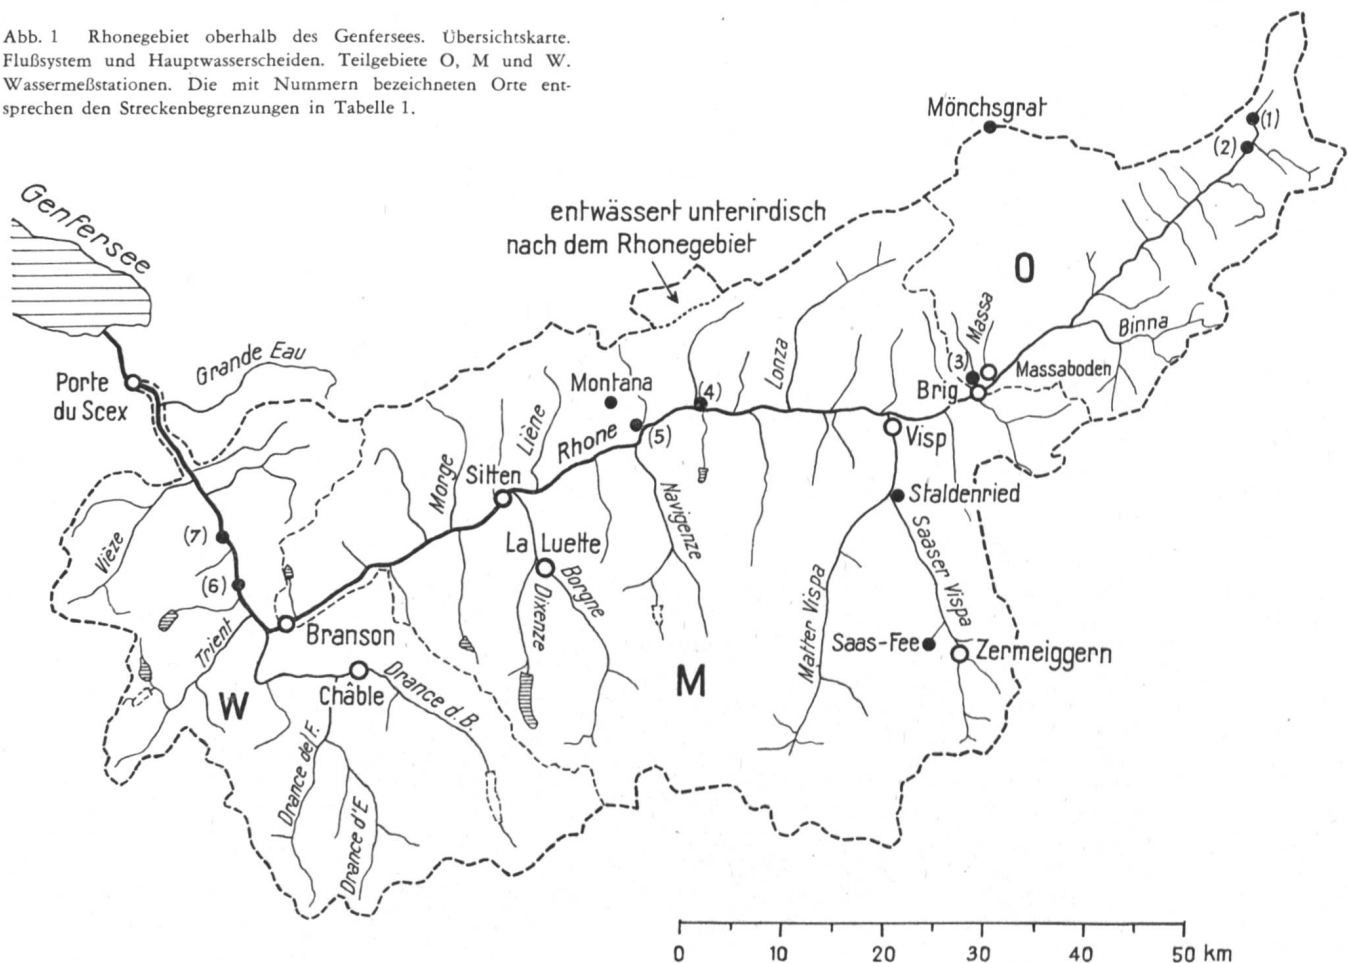 Abb. 1 Rhonegebiet oberhalb des Genfersees. Übersichtskarte.
Flußsystem und Hauptwasserscheiden. Teilgebiete O, M und W.
Wassermeßstationen. Die mit Nummern bezeichneten Orte ent-
sprechen den Streckenbegrenzungen in Tabelle 1.
Mönchsgrat
(1)
(2)
Genfersee
entwässert unterirdisch
nach dem Rhonegebiet
O
Massa
Binna
Grande Eau
Porte
du Scex
Montana
(4)
Lonza
(3)
Massaboden
Brig
Liène
Rhone
(5)
Visp
Morge
Sitten
Navigenze
Staldenried
Vièze
(7)
La Luette
Saaser Vispa
(6)
Borgne
Dixenze
Matter Vispa
Trient
Branson
Saas-Fee
Zermeiggern
M
W
Châble
Drance d. B.
Drance de F.
Drance d'E
0 10 20 30 40 50 km